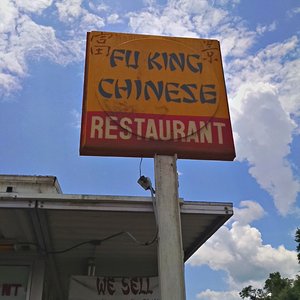 FU KING
CHINESE
RESTAURANT
WE SELL